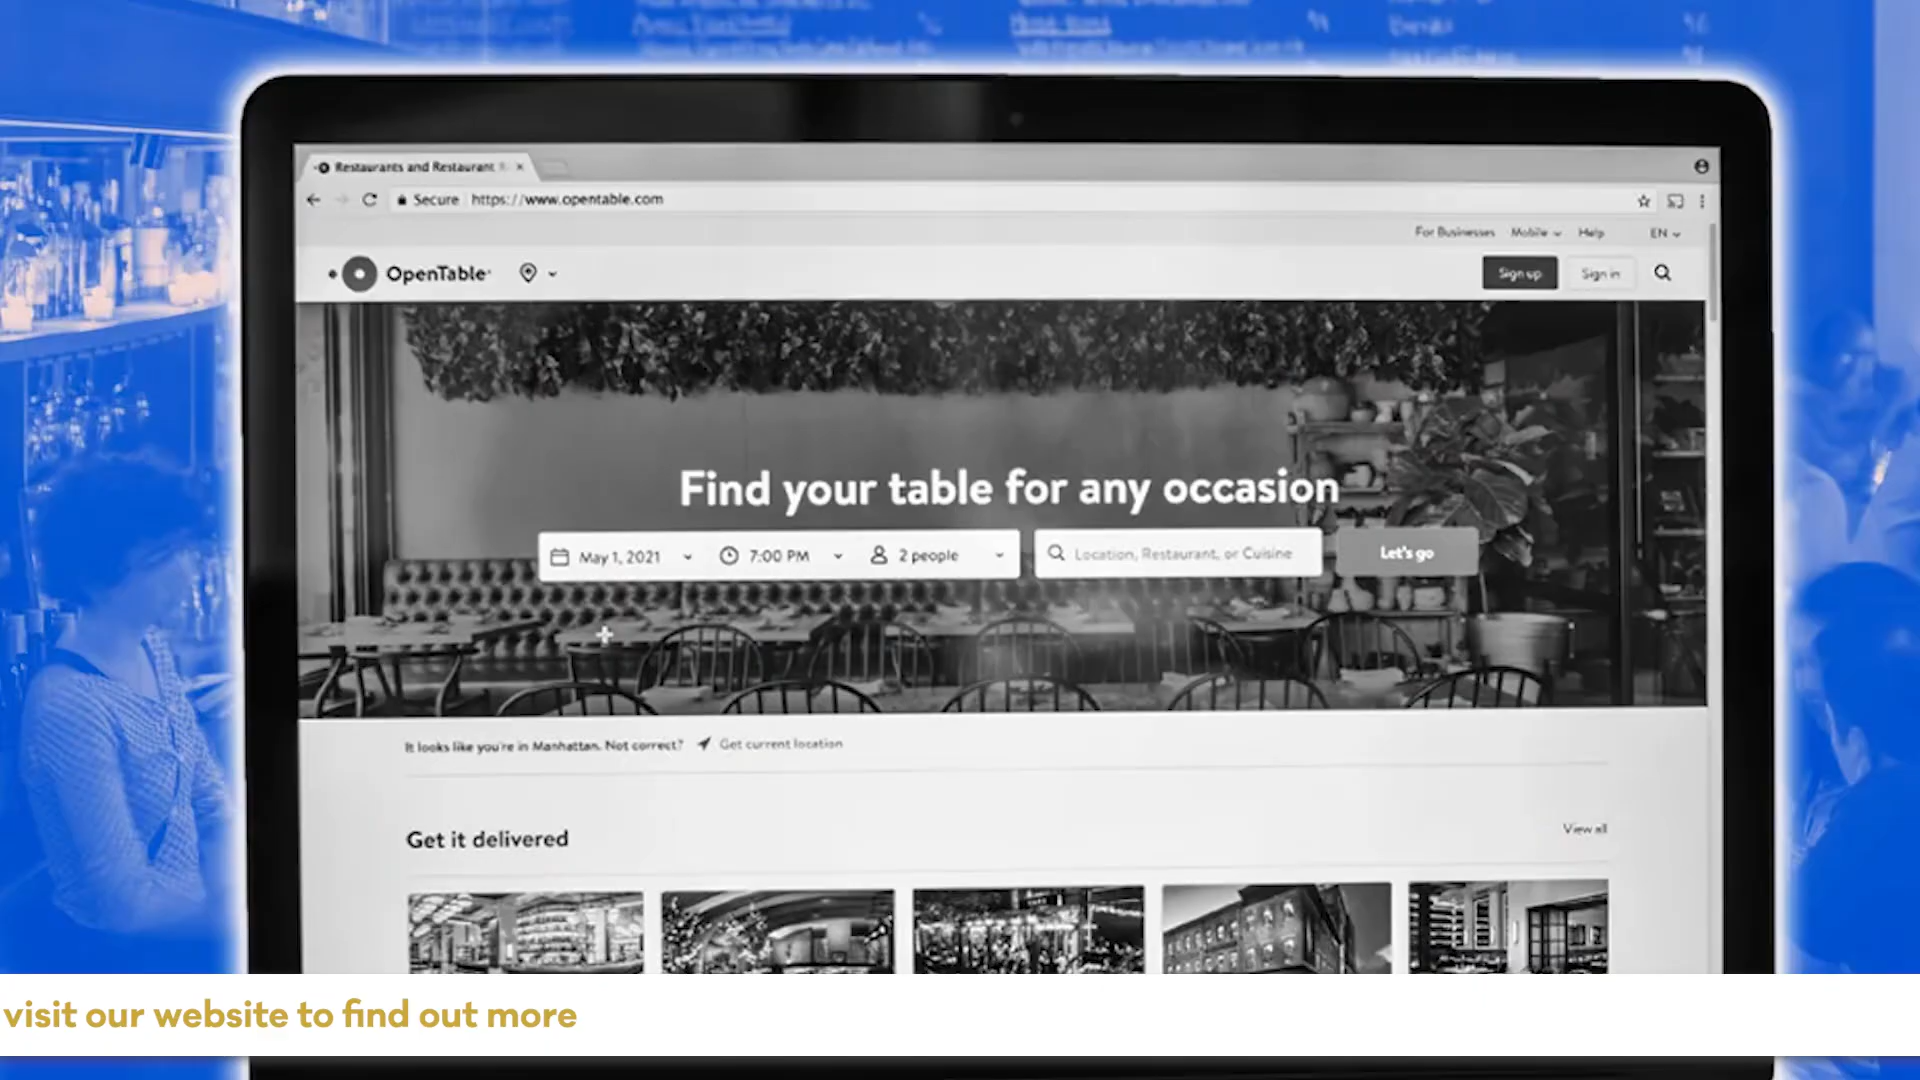 Restaurants and Restaurant
Secure https://www.opentable.com
For Businesses Mobile Help EN
OpenTable
Sign up Sign in
Find your table for any occasion
May 1, 2021 7:00 PM 2 people Location, Restaurant, or Cuisine Let's go
It looks like you're in Manhattan. Not correct? Get current location
Get it delivered View all
visit our website to find out more